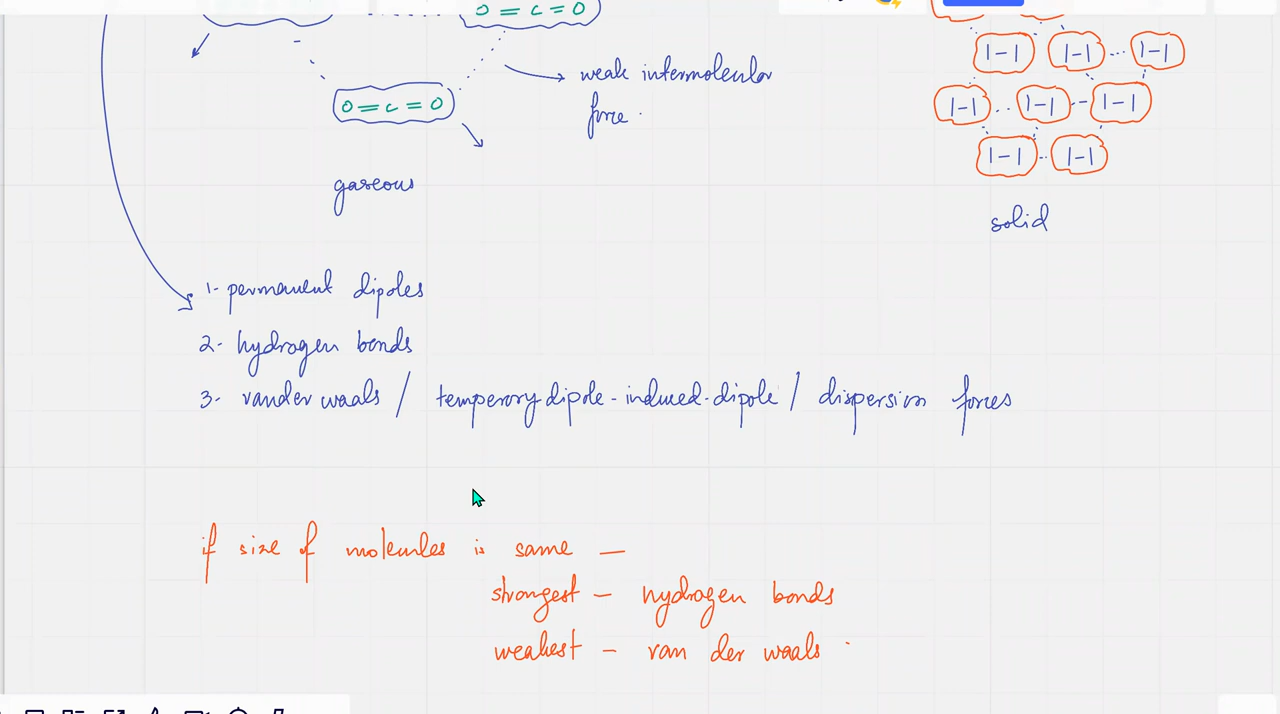 O = C = O
I-I I-I I-I
O = C = O
weak intermolecular
force.
I-I I-I I-I
I-I I-I
gaseous
solid
1. permanent dipoles
2. hydrogen bonds
3. vander waals / temperory dipole-induced-dipole / dispersion forces
if size of molecules is same —
strongest — hydrogen bonds
weakest — van der waals.